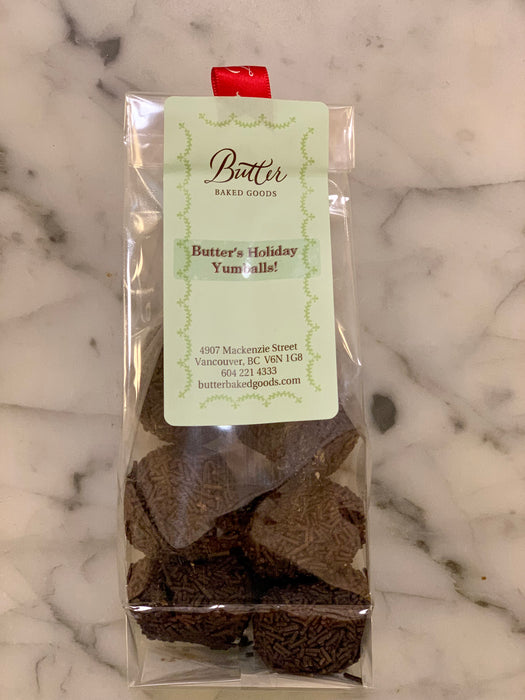 Butter
BAKED GOODS
Butter's Holiday
Yumballs!
4907 Mackenzie Street
Vancouver, BC V6N 1G8
604 221 4333
butterbakedgoods.com